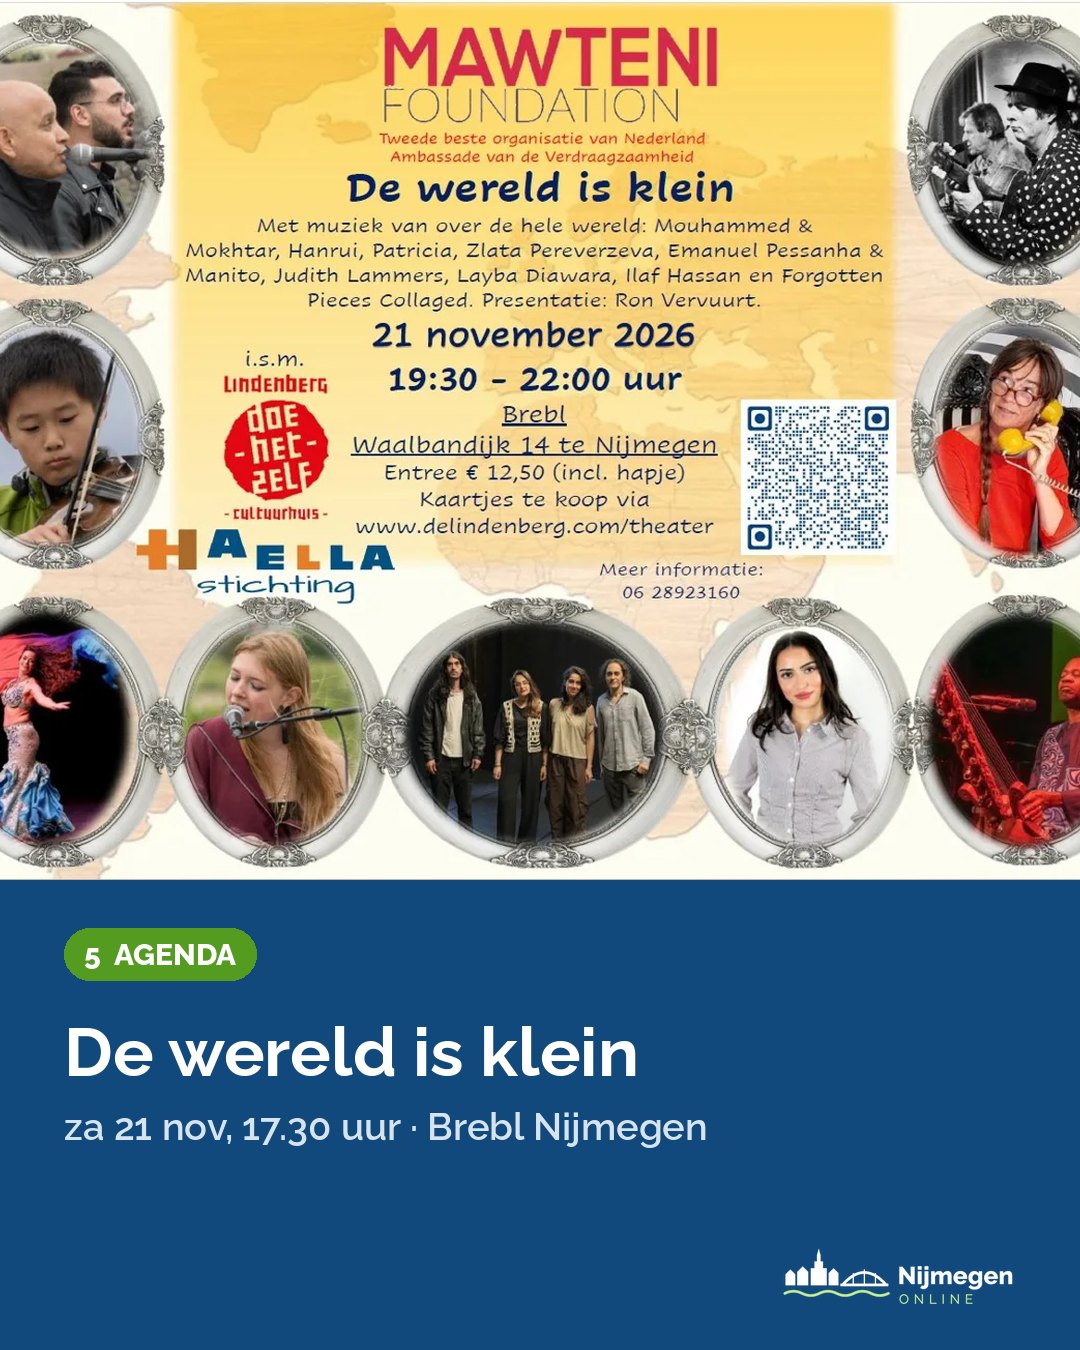 MAWTENI
FOUNDATION
Tweede beste organisatie van Nederland
Ambassade van de Verdraagzaamheid
De wereld is klein
Met muziek van over de hele wereld: Mouhammed &
Mokhtar, Hanrui, Patricia, Zlata Pereverzeva, Emanuel Pessanha &
Manito, Judith Lammers, Layba Diawara, Ilaf Hassan en Forgotten
Pieces Collaged. Presentatie: Ron Vervuurt.
21 november 2026
19:30 - 22:00 uur
Brebl
Waalbandijk 14 te Nijmegen
Entree € 12,50 (incl. hapje)
Kaartjes te koop via
www.delindenberg.com/theater
i.s.m.
LINDENBERG
DOE
-HET-
ZELF
-CULTUURHUIS-
HAELLA
stichting
Meer informatie:
06 28923160
5 AGENDA
De wereld is klein
za 21 nov, 17.30 uur · Brebl Nijmegen
Nijmegen
ONLINE